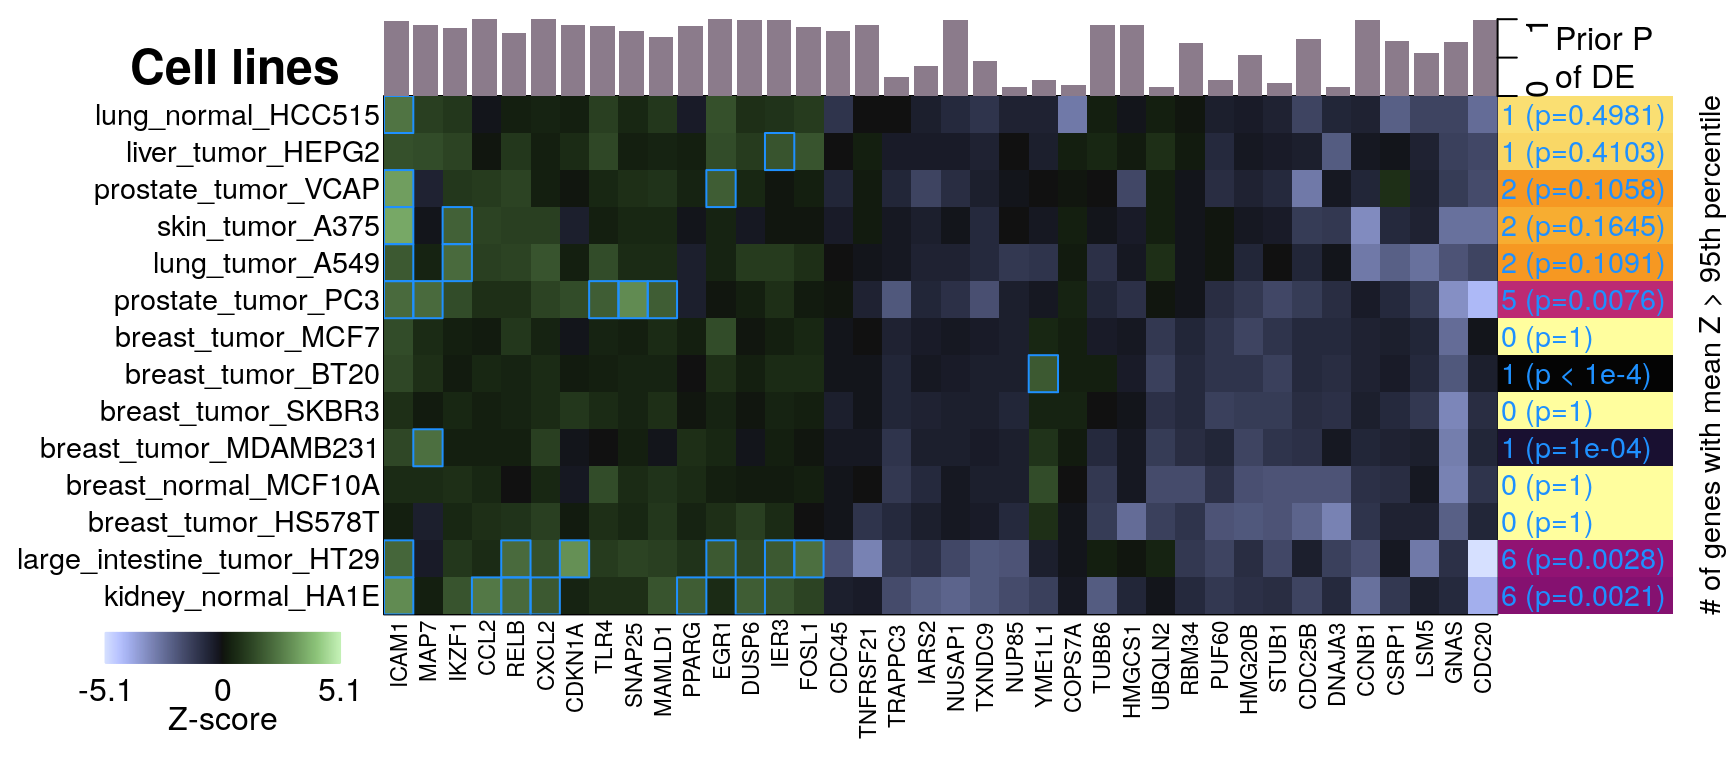 Cell lines
1
0
Prior P
of DE
lung_normal_HCC515
1 (p=0.4981)
liver_tumor_HEPG2
1 (p=0.4103)
prostate_tumor_VCAP
2 (p=0.1058)
skin_tumor_A375
2 (p=0.1645)
lung_tumor_A549
2 (p=0.1091)
prostate_tumor_PC3
5 (p=0.0076)
breast_tumor_MCF7
0 (p=1)
breast_tumor_BT20
1 (p < 1e-4)
breast_tumor_SKBR3
0 (p=1)
breast_tumor_MDAMB231
1 (p=1e-04)
breast_normal_MCF10A
0 (p=1)
breast_tumor_HS578T
0 (p=1)
large_intestine_tumor_HT29
6 (p=0.0028)
kidney_normal_HA1E
6 (p=0.0021)
# of genes with mean Z > 95th percentile
ICAM1
MAP7
IKZF1
CCL2
RELB
CXCL2
CDKN1A
TLR4
SNAP25
MAMLD1
PPARG
EGR1
DUSP6
IER3
FOSL1
CDC45
TNFRSF21
TRAPPC3
IARS2
NUSAP1
TXNDC9
NUP85
YME1L1
COPS7A
TUBB6
HMGCS1
UBQLN2
RBM34
PUF60
HMG20B
STUB1
CDC25B
DNAJA3
CCNB1
CSRP1
LSM5
GNAS
CDC20
-5.1 0 5.1
Z-score